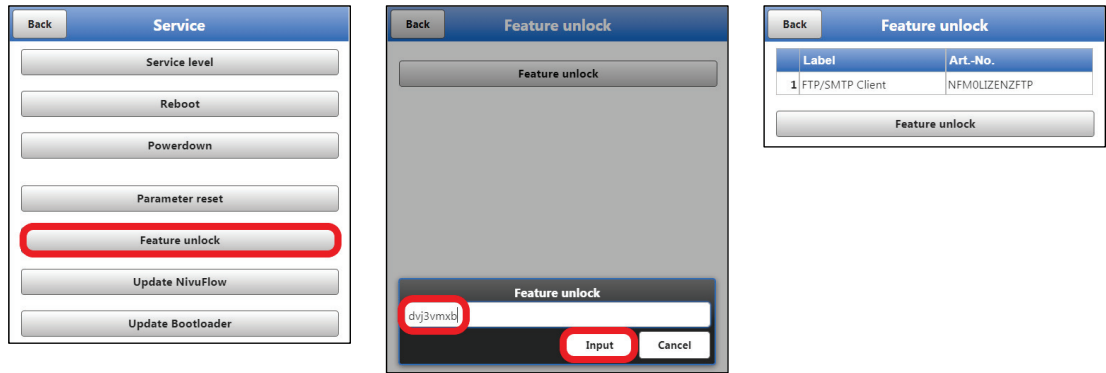 Back Service
Service level
Reboot
Powerdown
Parameter reset
Feature unlock
Update NivuFlow
Update Bootloader
Back Feature unlock
Feature unlock
Feature unlock
dvj3vmxb
Input Cancel
Back Feature unlock
Label Art.-No.
1 FTP/SMTP Client NFM0LIZENZFTP
Feature unlock